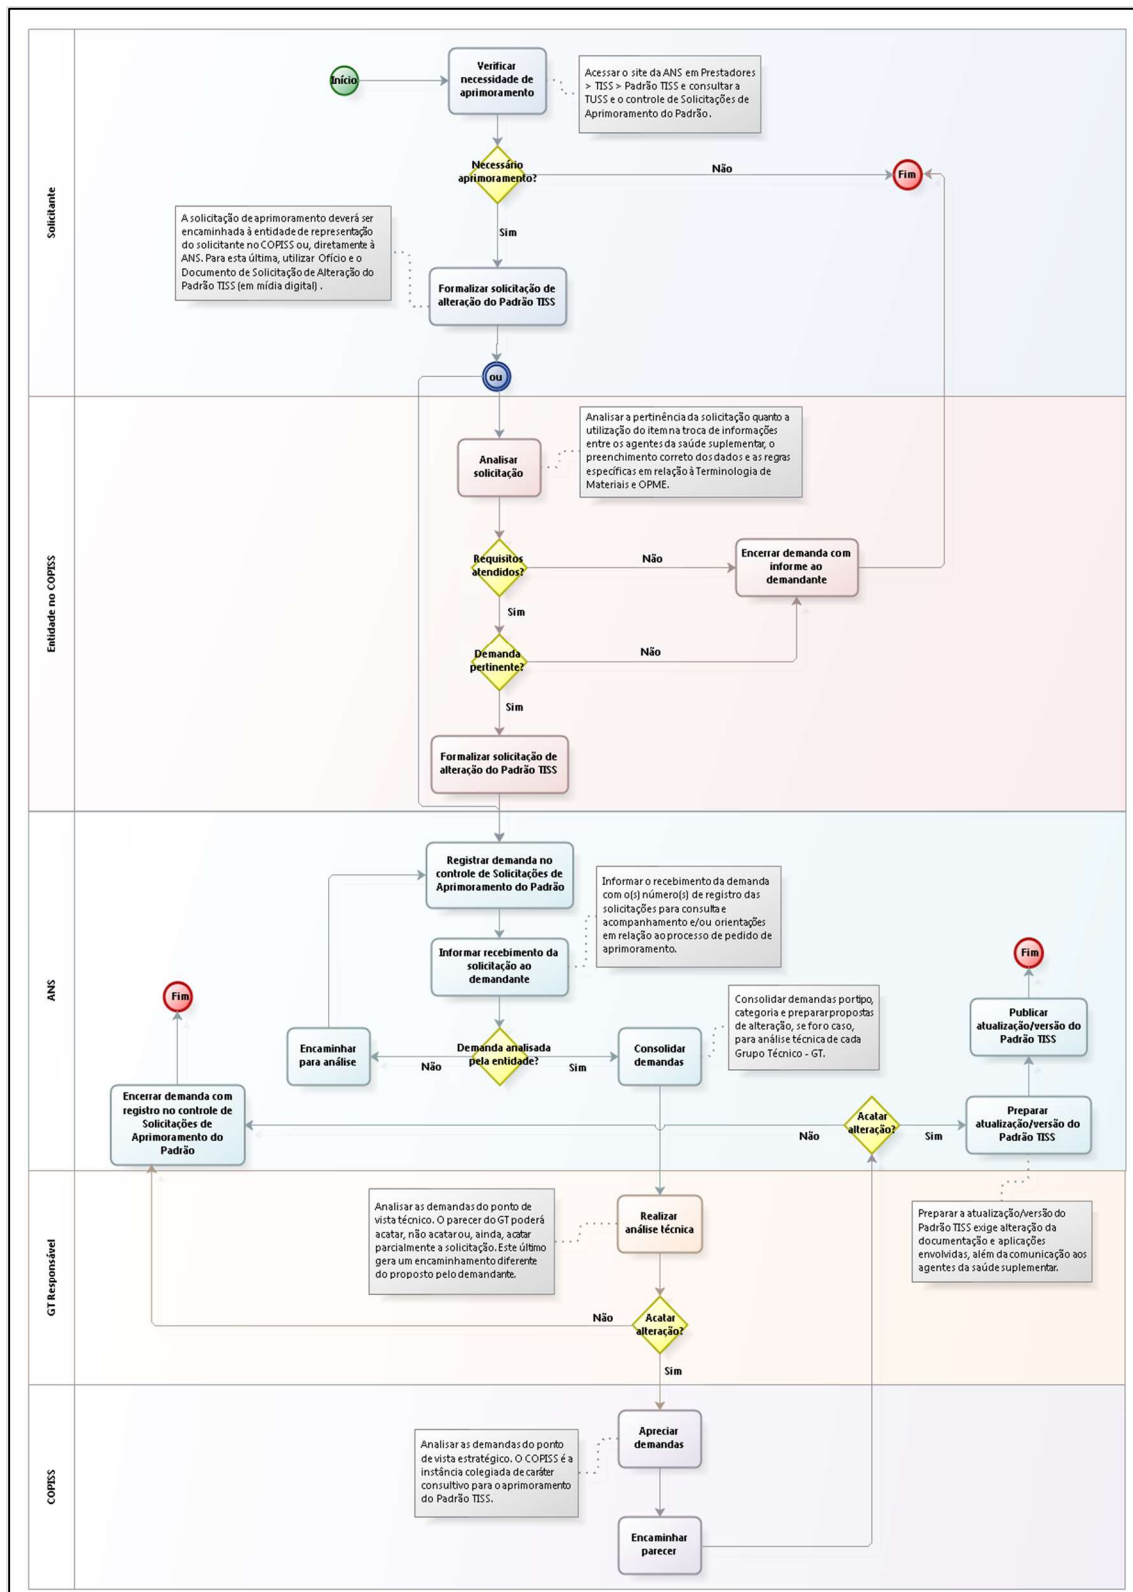 Solicitante
Início
Verificar
necessidade de
aprimoramento
Acessar o site da ANS em Prestadores
> TISS > Padrão TISS e consultar a
TUSS e o controle de Solicitações de
Aprimoramento do Padrão.
Necessário
aprimoramento?
Não
Fim
Sim
A solicitação de aprimoramento deverá ser
encaminhada à entidade de representação
do solicitante no COPISS ou, diretamente à
ANS. Para esta última, utilizar Ofício e o
Documento de Solicitação de Alteração do
Padrão TISS (em mídia digital) .
Formalizar solicitação de
alteração do Padrão TISS
ou
Entidade no COPISS
Analisar a pertinência da solicitação quanto a
utilização do item na troca de informações
entre os agentes da saúde suplementar, o
preenchimento correto dos dados e as regras
específicas em relação à Terminologia de
Materiais e OPME.
Analisar
solicitação
Requisitos
atendidos?
Não
Encerrar demanda com
informe ao
demandante
Sim
Demanda
pertinente?
Não
Sim
Formalizar solicitação de
alteração do Padrão TISS
ANS
Registrar demanda no
controle de Solicitações de
Aprimoramento do Padrão
Informar o recebimento da demanda
com o(s) número(s) de registro das
solicitações para consulta e
acompanhamento e/ou orientações
em relação ao processo de pedido de
aprimoramento.
Informar recebimento da
solicitação ao
demandante
Fim
Fim
Consolidar demandas por tipo,
categoria e preparar propostas
de alteração, se for o caso,
para análise técnica de cada
Grupo Técnico - GT.
Publicar
atualização/versão do
Padrão TISS
Encaminhar
para análise
Não
Demanda analisada
pela entidade?
Sim
Consolidar
demandas
Encerrar demanda com
registro no controle de
Solicitações de
Aprimoramento do
Padrão
Não
Acatar
alteração?
Sim
Preparar
atualização/versão do
Padrão TISS
GT Responsável
Analisar as demandas do ponto de
vista técnico. O parecer do GT poderá
acatar, não acatar ou, ainda, acatar
parcialmente a solicitação. Este último
gera um encaminhamento diferente
do proposto pelo demandante.
Realizar
análise técnica
Preparar a atualização/versão do
Padrão TISS exige alteração da
documentação e aplicações
envolvidas, além da comunicação aos
agentes da saúde suplementar.
Não
Acatar
alteração?
Sim
COPISS
Analisar as demandas do ponto
de vista estratégico. O COPISS é a
instância colegiada de caráter
consultivo para o aprimoramento
do Padrão TISS.
Apreciar
demandas
Encaminhar
parecer